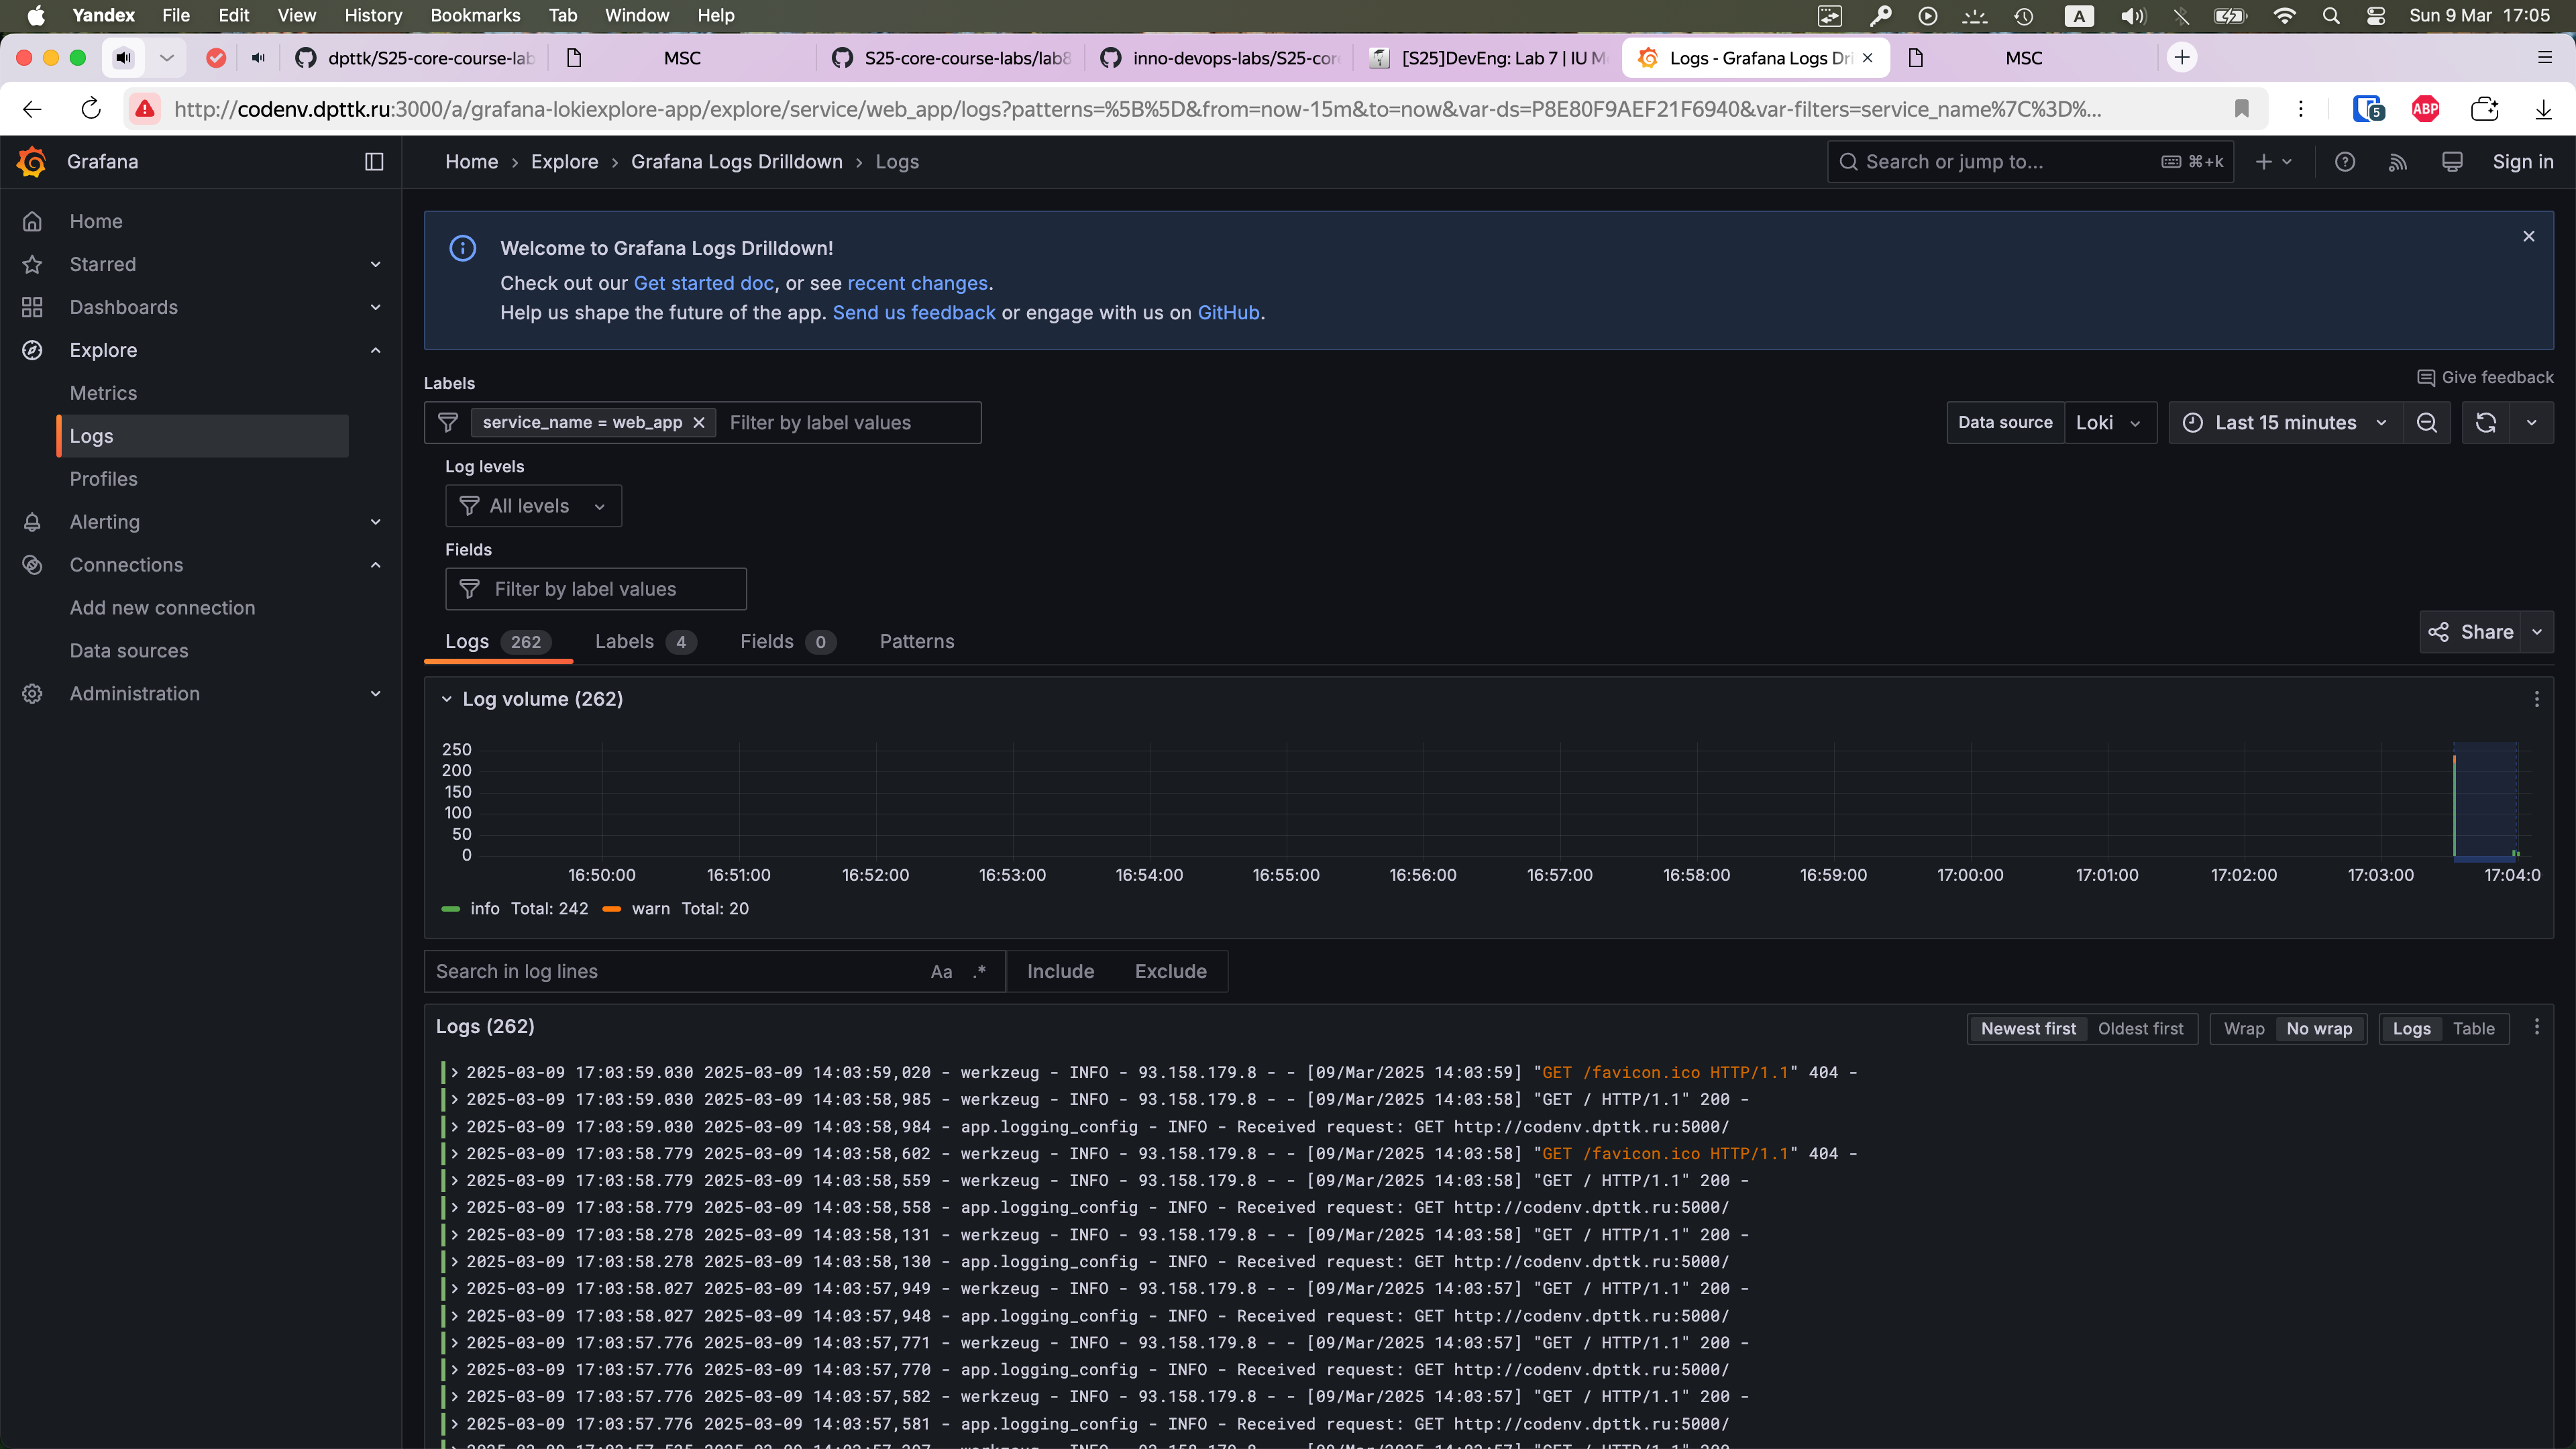 Yandex File Edit View History Bookmarks Tab Window Help A Sun 9 Mar 17:05
dpttk/S25-core-course-lab MSC S25-core-course-labs/lab8 inno-devops-labs/S25-cor [S25]DevEng: Lab 7 | IU M Logs - Grafana Logs Dri MSC
http://codenv.dpttk.ru:3000/a/grafana-lokiexplore-app/explore/service/web_app/logs?patterns=%5B%5D&from=now-15m&to=now&var-ds=P8E80F9AEF21F6940&var-filters=service_name%7C%3D%... 5 ABP
Grafana Home › Explore › Grafana Logs Drilldown › Logs Search or jump to... ⌘+k Sign in
Home
Starred
Dashboards
Explore
Metrics
Logs
Profiles
Alerting
Connections
Add new connection
Data sources
Administration
Welcome to Grafana Logs Drilldown!
Check out our Get started doc, or see recent changes.
Help us shape the future of the app. Send us feedback or engage with us on GitHub.
Labels Give feedback
service_name = web_app Filter by label values Data source Loki Last 15 minutes
Log levels
All levels
Fields
Filter by label values
Logs 262 Labels 4 Fields 0 Patterns Share
Log volume (262)
250
200
150
100
50
0
16:50:00 16:51:00 16:52:00 16:53:00 16:54:00 16:55:00 16:56:00 16:57:00 16:58:00 16:59:00 17:00:00 17:01:00 17:02:00 17:03:00 17:04:0
info Total: 242 warn Total: 20
Search in log lines Aa .* Include Exclude
Logs (262) Newest first Oldest first Wrap No wrap Logs Table
2025-03-09 17:03:59.030 2025-03-09 14:03:59,020 - werkzeug - INFO - 93.158.179.8 - - [09/Mar/2025 14:03:59] "GET /favicon.ico HTTP/1.1" 404 -
2025-03-09 17:03:59.030 2025-03-09 14:03:58,985 - werkzeug - INFO - 93.158.179.8 - - [09/Mar/2025 14:03:58] "GET / HTTP/1.1" 200 -
2025-03-09 17:03:59.030 2025-03-09 14:03:58,984 - app.logging_config - INFO - Received request: GET http://codenv.dpttk.ru:5000/
2025-03-09 17:03:58.779 2025-03-09 14:03:58,602 - werkzeug - INFO - 93.158.179.8 - - [09/Mar/2025 14:03:58] "GET /favicon.ico HTTP/1.1" 404 -
2025-03-09 17:03:58.779 2025-03-09 14:03:58,559 - werkzeug - INFO - 93.158.179.8 - - [09/Mar/2025 14:03:58] "GET / HTTP/1.1" 200 -
2025-03-09 17:03:58.779 2025-03-09 14:03:58,558 - app.logging_config - INFO - Received request: GET http://codenv.dpttk.ru:5000/
2025-03-09 17:03:58.278 2025-03-09 14:03:58,131 - werkzeug - INFO - 93.158.179.8 - - [09/Mar/2025 14:03:58] "GET / HTTP/1.1" 200 -
2025-03-09 17:03:58.278 2025-03-09 14:03:58,130 - app.logging_config - INFO - Received request: GET http://codenv.dpttk.ru:5000/
2025-03-09 17:03:58.027 2025-03-09 14:03:57,949 - werkzeug - INFO - 93.158.179.8 - - [09/Mar/2025 14:03:57] "GET / HTTP/1.1" 200 -
2025-03-09 17:03:58.027 2025-03-09 14:03:57,948 - app.logging_config - INFO - Received request: GET http://codenv.dpttk.ru:5000/
2025-03-09 17:03:57.776 2025-03-09 14:03:57,771 - werkzeug - INFO - 93.158.179.8 - - [09/Mar/2025 14:03:57] "GET / HTTP/1.1" 200 -
2025-03-09 17:03:57.776 2025-03-09 14:03:57,770 - app.logging_config - INFO - Received request: GET http://codenv.dpttk.ru:5000/
2025-03-09 17:03:57.776 2025-03-09 14:03:57,582 - werkzeug - INFO - 93.158.179.8 - - [09/Mar/2025 14:03:57] "GET / HTTP/1.1" 200 -
2025-03-09 17:03:57.776 2025-03-09 14:03:57,581 - app.logging_config - INFO - Received request: GET http://codenv.dpttk.ru:5000/